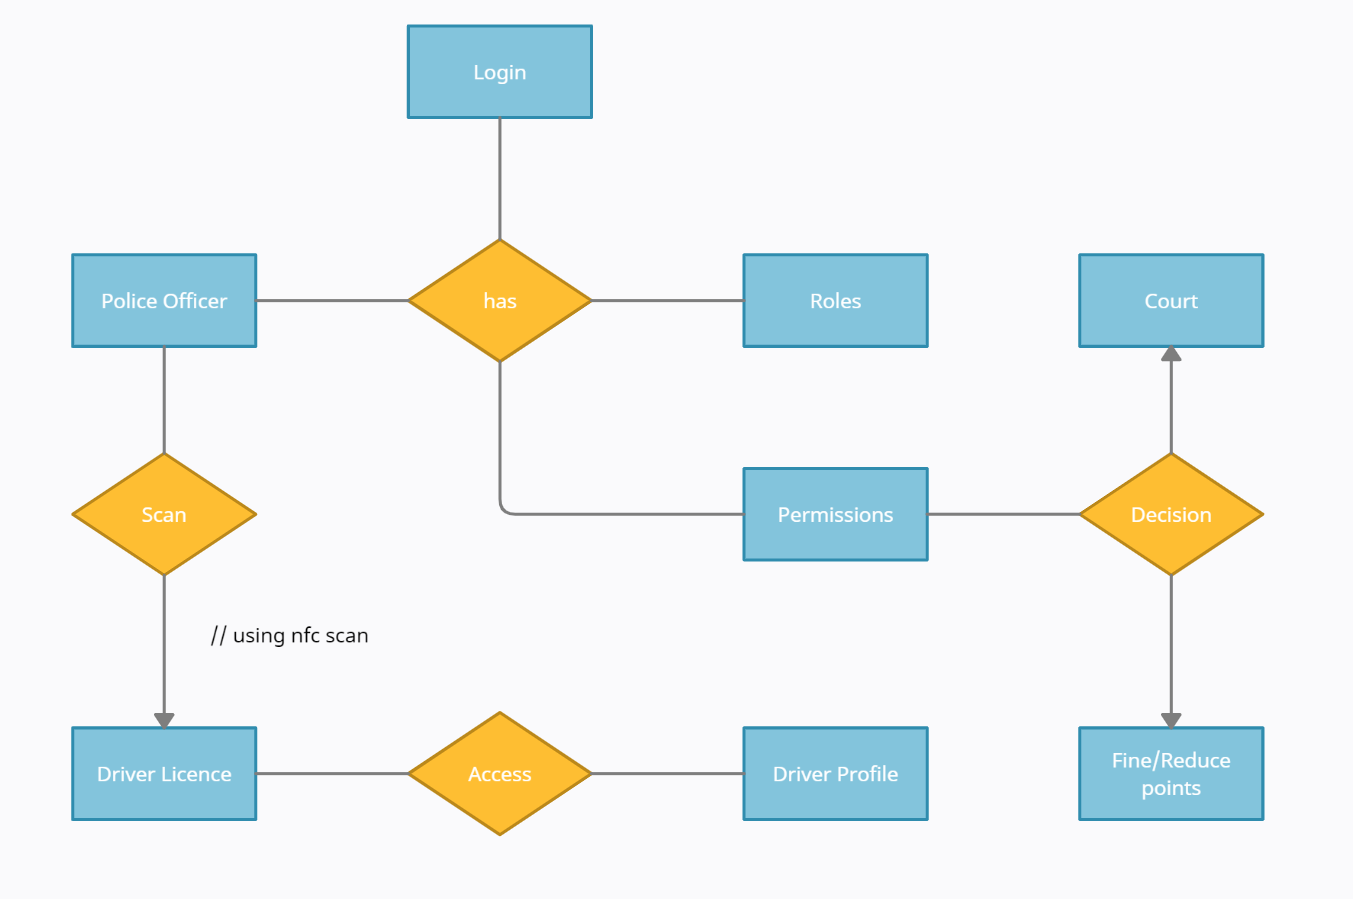 Login
Police Officer
has
Roles
Court
Scan
Permissions
Decision
// using nfc scan
Driver Licence
Access
Driver Profile
Fine/Reduce
points